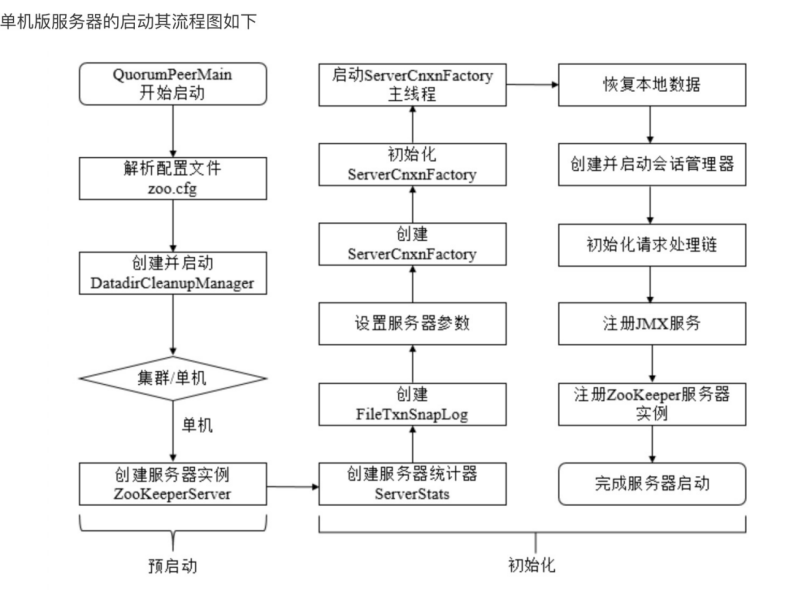 单机版服务器的启动其流程图如下
QuorumPeerMain
开始启动
解析配置文件
zoo.cfg
创建并启动
DatadirCleanupManager
集群/单机
单机
创建服务器实例
ZooKeeperServer
预启动
启动ServerCnxnFactory
主线程
初始化
ServerCnxnFactory
创建
ServerCnxnFactory
设置服务器参数
创建
FileTxnSnapLog
创建服务器统计器
ServerStats
恢复本地数据
创建并启动会话管理器
初始化请求处理链
注册JMX服务
注册ZooKeeper服务器
实例
完成服务器启动
初始化